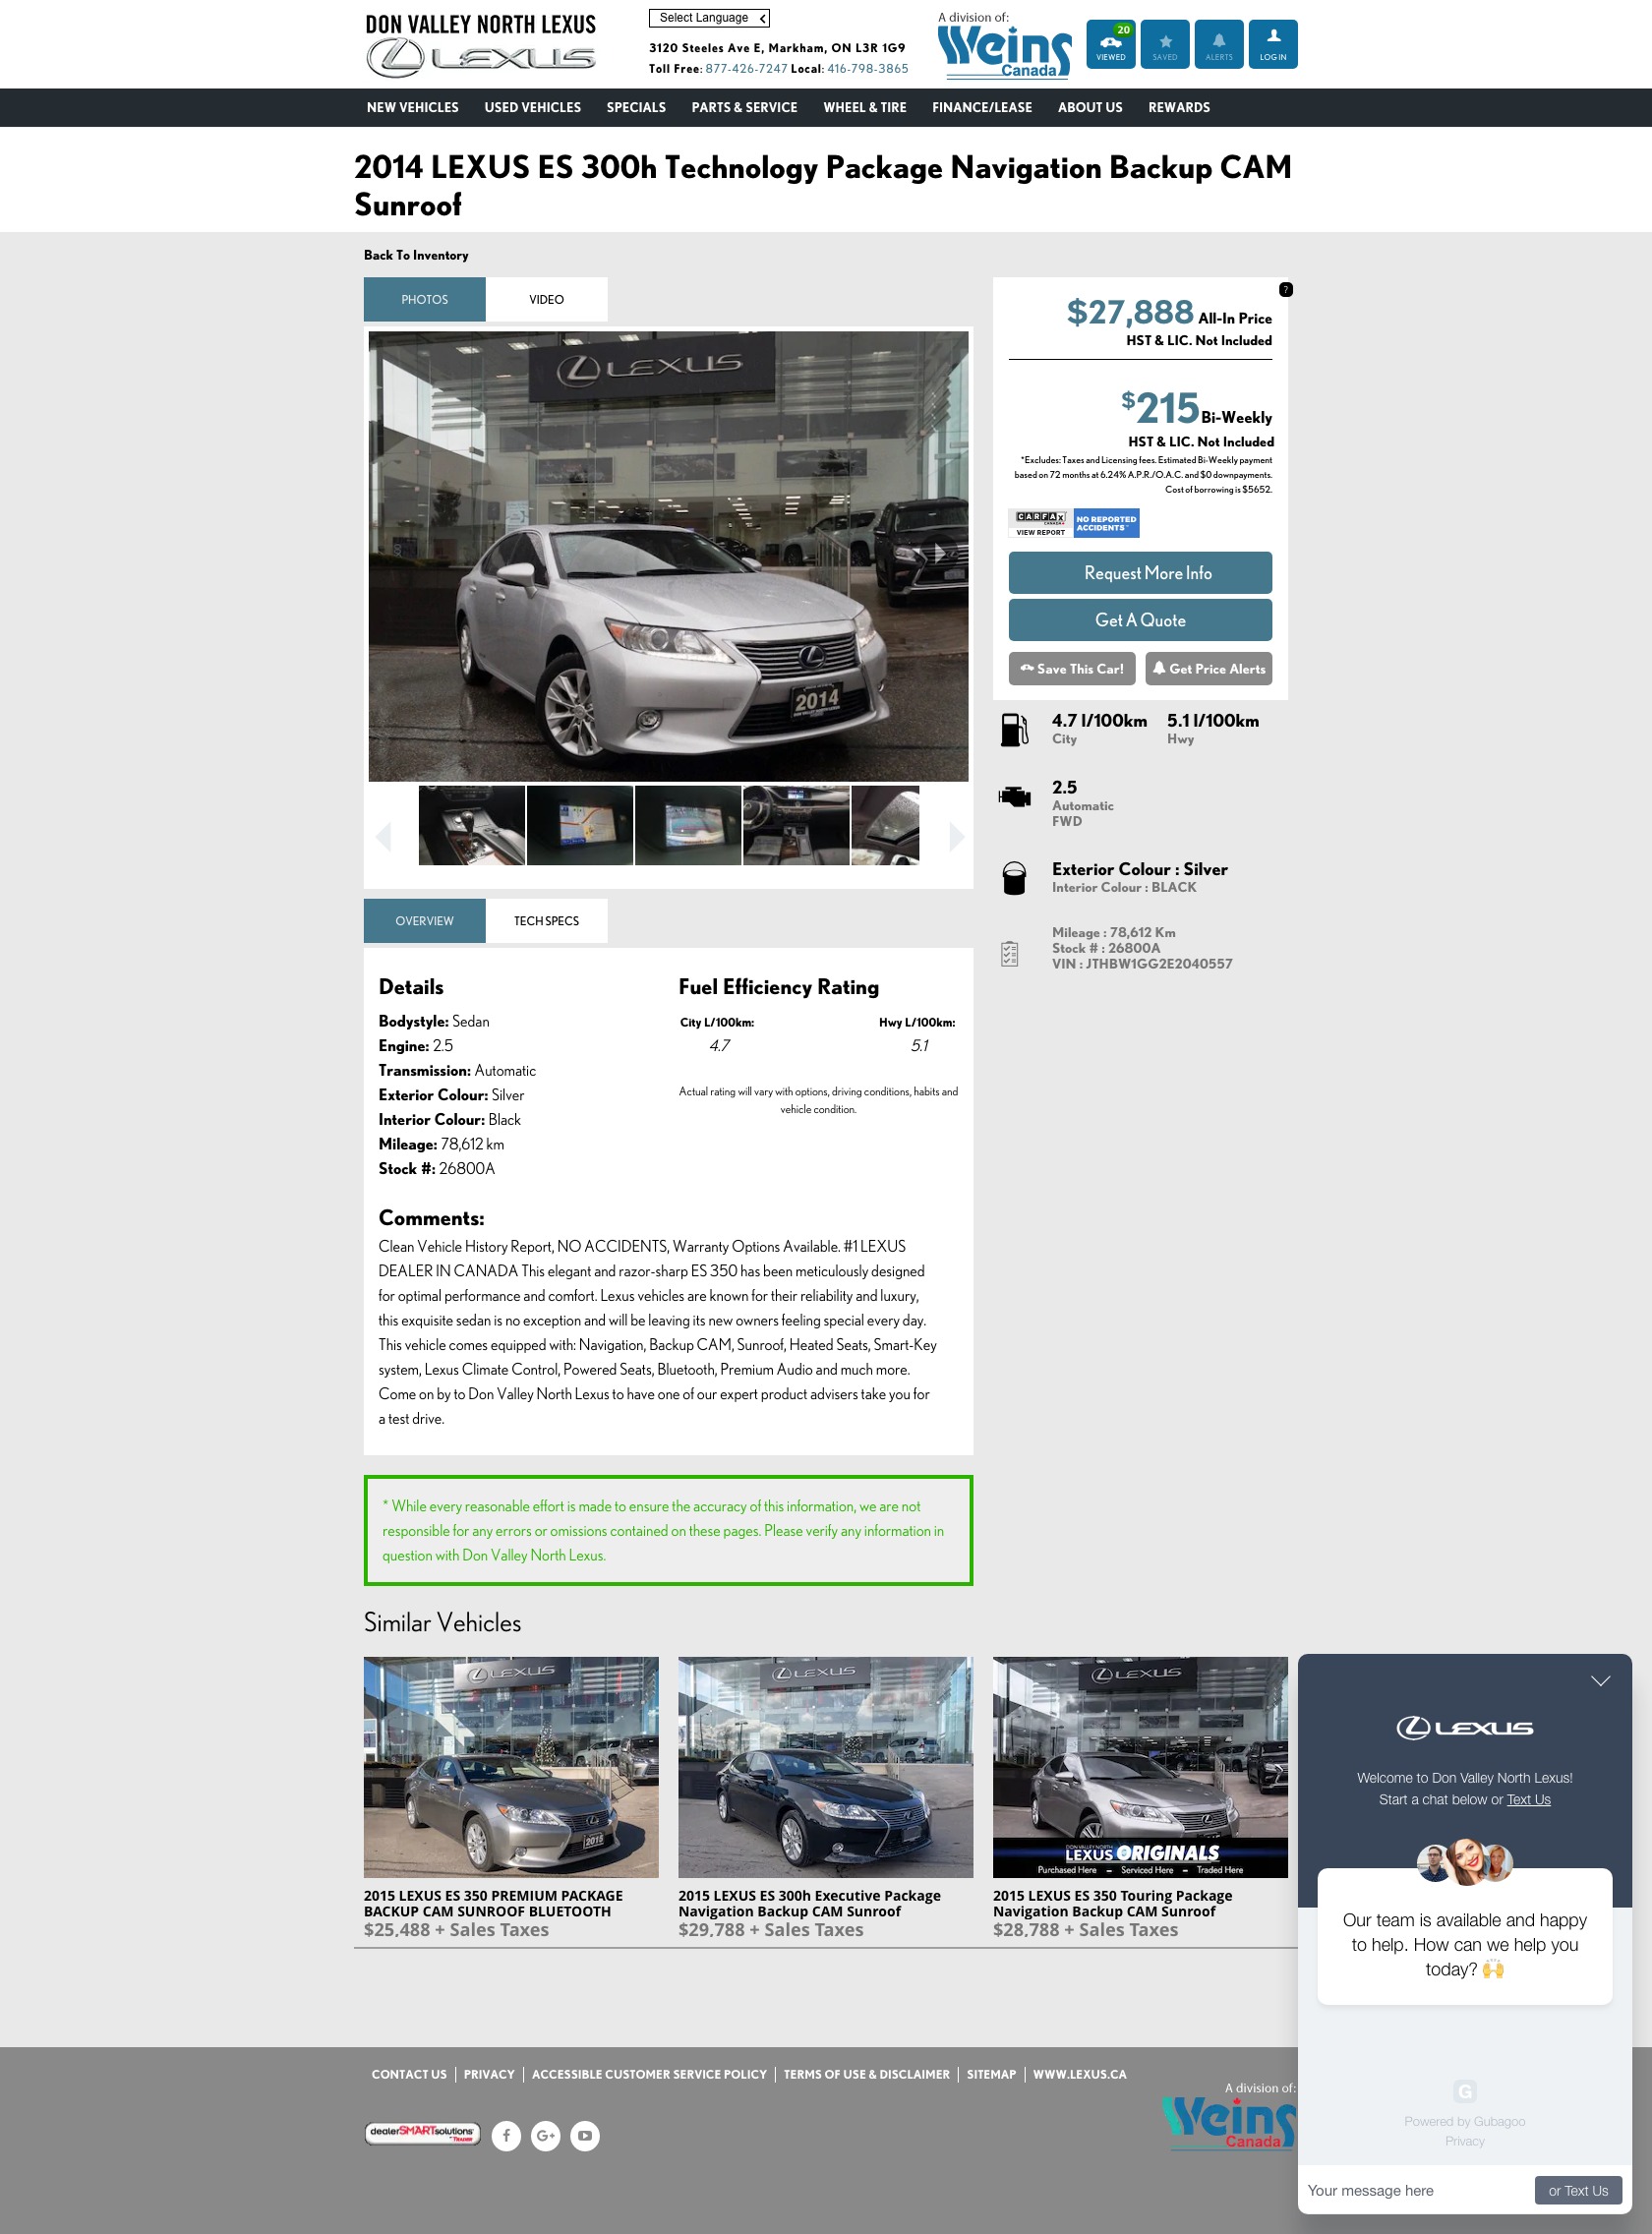 DON VALLEY NORTH LEXUS
LEXUS
Select Language
3120 Steeles Ave E, Markham, ON L3R 1G9
Toll Free: 877-426-7247 Local: 416-798-3865
A division of:
Weins
Canada
20
VIEWED
SAVED
ALERTS
LOG IN
NEW VEHICLES USED VEHICLES SPECIALS PARTS & SERVICE WHEEL & TIRE FINANCE/LEASE ABOUT US REWARDS
2014 LEXUS ES 300h Technology Package Navigation Backup CAM
Sunroof
Back To Inventory
PHOTOS VIDEO
LEXUS
2014
?
$27,888 All-In Price
HST & LIC. Not Included
$215 Bi-Weekly
HST & LIC. Not Included
*Excludes: Taxes and Licensing fees. Estimated Bi-Weekly payment
based on 72 months at 6.24% A.P.R./O.A.C. and $0 downpayments.
Cost of borrowing is $5652.
CARFAX
CANADA
VIEW REPORT
NO REPORTED
ACCIDENTS™
Request More Info
Get A Quote
Save This Car! Get Price Alerts
4.7 l/100km 5.1 l/100km
City Hwy
2.5
Automatic
FWD
Exterior Colour : Silver
Interior Colour : BLACK
Mileage : 78,612 Km
Stock # : 26800A
VIN : JTHBW1GG2E2040557
OVERVIEW TECH SPECS
Details
Bodystyle: Sedan
Engine: 2.5
Transmission: Automatic
Exterior Colour: Silver
Interior Colour: Black
Mileage: 78,612 km
Stock #: 26800A
Fuel Efficiency Rating
City L/100km: Hwy L/100km:
4.7 5.1
Actual rating will vary with options, driving conditions, habits and
vehicle condition.
Comments:
Clean Vehicle History Report, NO ACCIDENTS, Warranty Options Available. #1 LEXUS
DEALER IN CANADA This elegant and razor-sharp ES 350 has been meticulously designed
for optimal performance and comfort. Lexus vehicles are known for their reliability and luxury,
this exquisite sedan is no exception and will be leaving its new owners feeling special every day.
This vehicle comes equipped with: Navigation, Backup CAM, Sunroof, Heated Seats, Smart-Key
system, Lexus Climate Control, Powered Seats, Bluetooth, Premium Audio and much more.
Come on by to Don Valley North Lexus to have one of our expert product advisers take you for
a test drive.
* While every reasonable effort is made to ensure the accuracy of this information, we are not
responsible for any errors or omissions contained on these pages. Please verify any information in
question with Don Valley North Lexus.
Similar Vehicles
LEXUS
2015
LEXUS
LEXUS
DON VALLEY NORTH
LEXUS ORIGINALS
Purchased Here – Serviced Here – Traded Here
2015 LEXUS ES 350 PREMIUM PACKAGE
BACKUP CAM SUNROOF BLUETOOTH
$25,488 + Sales Taxes
2015 LEXUS ES 300h Executive Package
Navigation Backup CAM Sunroof
$29,788 + Sales Taxes
2015 LEXUS ES 350 Touring Package
Navigation Backup CAM Sunroof
$28,788 + Sales Taxes
LEXUS
Welcome to Don Valley North Lexus!
Start a chat below or Text Us
Our team is available and happy
to help. How can we help you
today? 🙌
G
Powered by Gubagoo
Privacy
Your message here
or Text Us
CONTACT US PRIVACY ACCESSIBLE CUSTOMER SERVICE POLICY TERMS OF USE & DISCLAIMER SITEMAP WWW.LEXUS.CA
dealerSMARTsolutions
A division of:
Weins
Canada